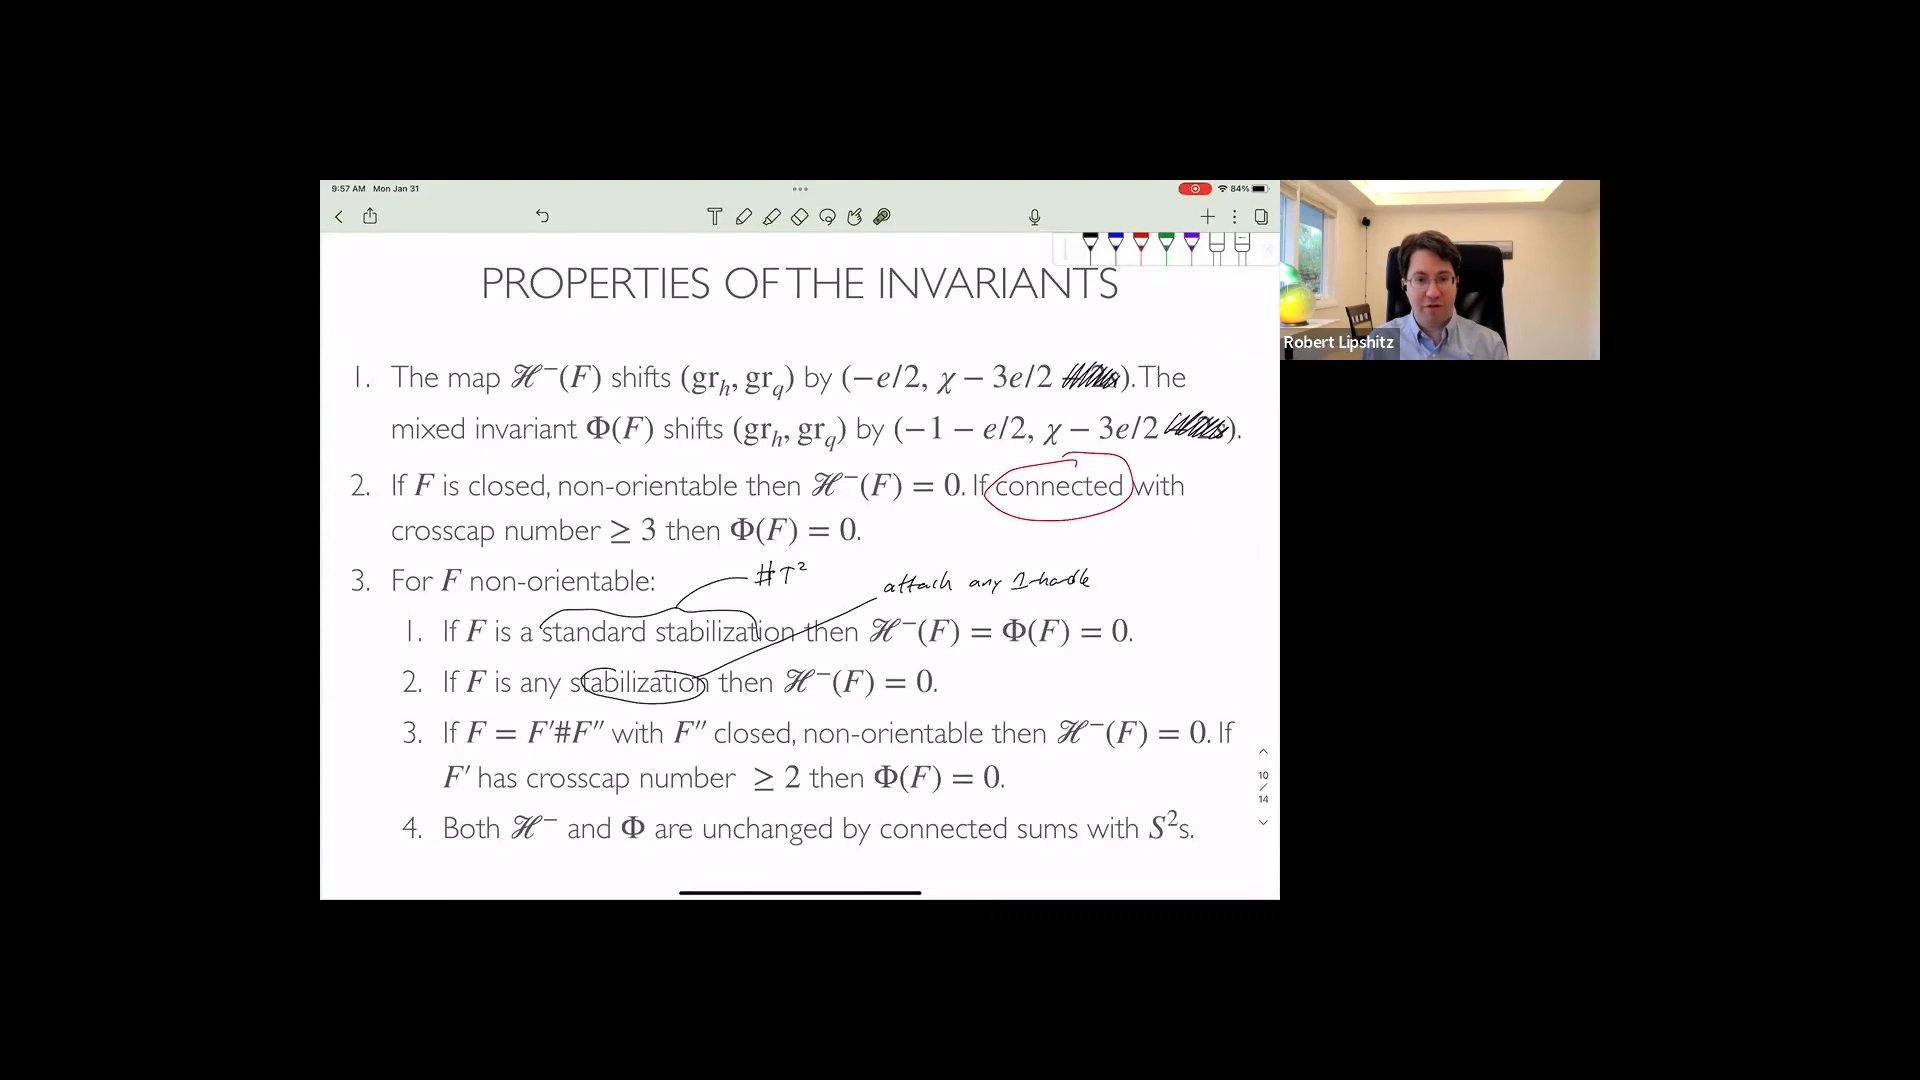 9:57 AM Mon Jan 31
84%
PROPERTIES OF THE INVARIANTS
1. The map ℋ⁻(F) shifts (gr_h, gr_q) by (−e/2, χ − 3e/2 ). The
mixed invariant Φ(F) shifts (gr_h, gr_q) by (−1 − e/2, χ − 3e/2 ).
2. If F is closed, non-orientable then ℋ⁻(F) = 0. If connected with
crosscap number ≥ 3 then Φ(F) = 0.
3. For F non-orientable:
#T²
attach any 1-handle
1. If F is a standard stabilization then ℋ⁻(F) = Φ(F) = 0.
2. If F is any stabilization then ℋ⁻(F) = 0.
3. If F = F′#F″ with F″ closed, non-orientable then ℋ⁻(F) = 0. If
F′ has crosscap number ≥ 2 then Φ(F) = 0.
4. Both ℋ⁻ and Φ are unchanged by connected sums with S²s.
10
/
14
Robert Lipshitz